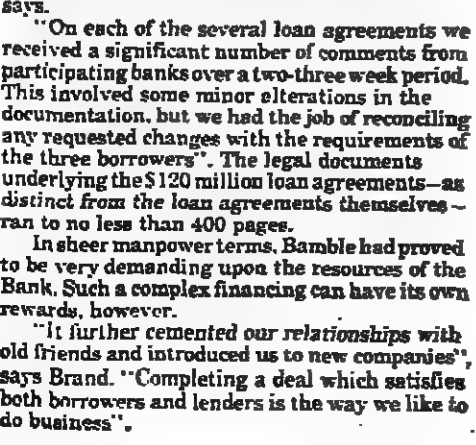 says.
"On each of the several loan agreements we
received a significant number of comments from
participating banks over a two-three week period.
This involved some minor alterations in the
documentation, but we had the job of reconciling
any requested changes with the requirements of
the three borrowers". The legal documents
underlying the $120 million loan agreements—as
distinct from the loan agreements themselves—
ran to no less than 400 pages.
In sheer manpower terms, Bamble had proved
to be very demanding upon the resources of the
Bank. Such a complex financing can have its own
rewards, however.
"It further cemented our relationships with
old friends and introduced us to new companies",
says Brand. "Completing a deal which satisfies
both borrowers and lenders is the way we like to
do business".